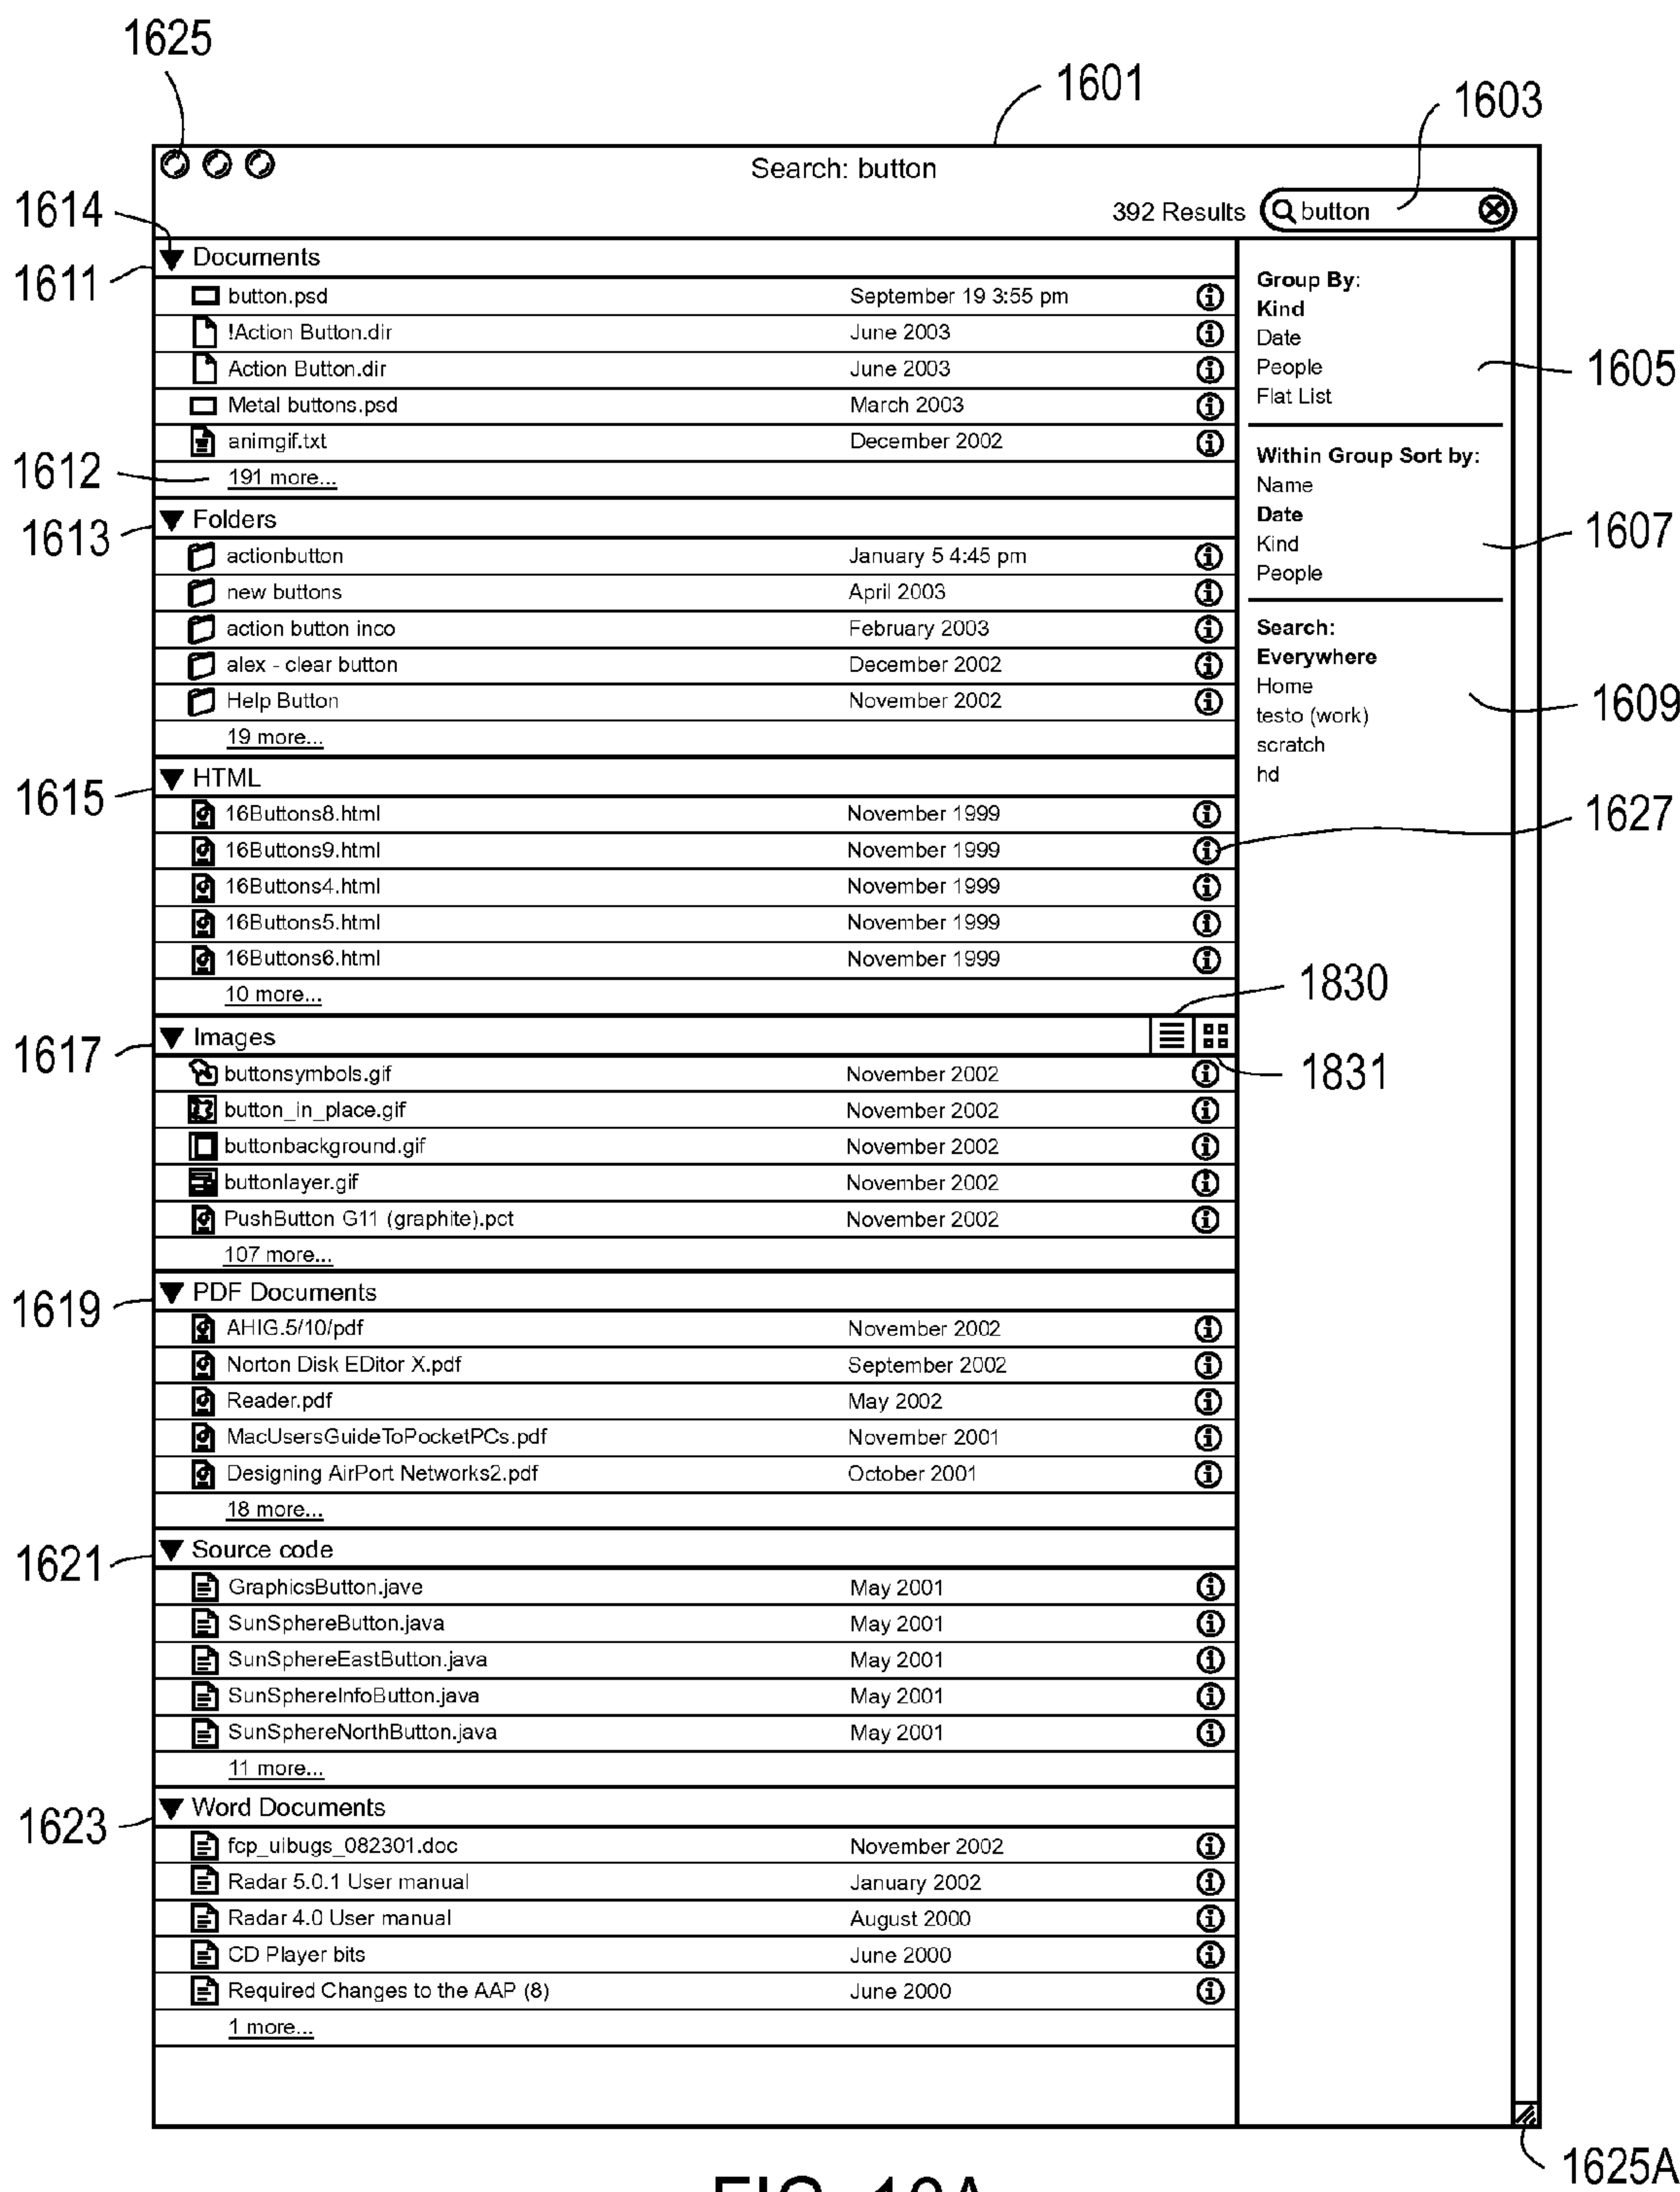 1625
1601
1603
Search: button
1614
392 Results button
1611
Documents
button.psd September 19 3:55 pm
!Action Button.dir June 2003
Action Button.dir June 2003
Metal buttons.psd March 2003
animgif.txt December 2002
1612
191 more...
1613
Folders
actionbutton January 5 4:45 pm
new buttons April 2003
action button inco February 2003
alex - clear button December 2002
Help Button November 2002
19 more...
1615
HTML
16Buttons8.html November 1999
16Buttons9.html November 1999
16Buttons4.html November 1999
16Buttons5.html November 1999
16Buttons6.html November 1999
10 more...
1617
Images
buttonsymbols.gif November 2002
button_in_place.gif November 2002
buttonbackground.gif November 2002
buttonlayer.gif November 2002
PushButton G11 (graphite).pct November 2002
107 more...
1619
PDF Documents
AHIG.5/10/pdf November 2002
Norton Disk EDitor X.pdf September 2002
Reader.pdf May 2002
MacUsersGuideToPocketPCs.pdf November 2001
Designing AirPort Networks2.pdf October 2001
18 more...
1621
Source code
GraphicsButton.jave May 2001
SunSphereButton.java May 2001
SunSphereEastButton.java May 2001
SunSphereInfoButton.java May 2001
SunSphereNorthButton.java May 2001
11 more...
1623
Word Documents
fcp_uibugs_082301.doc November 2002
Radar 5.0.1 User manual January 2002
Radar 4.0 User manual August 2000
CD Player bits June 2000
Required Changes to the AAP (8) June 2000
1 more...
Group By:
Kind
Date
People
Flat List
1605
Within Group Sort by:
Name
Date
Kind
People
1607
Search:
Everywhere
Home
testo (work)
scratch
hd
1609
1627
1830
1831
1625A